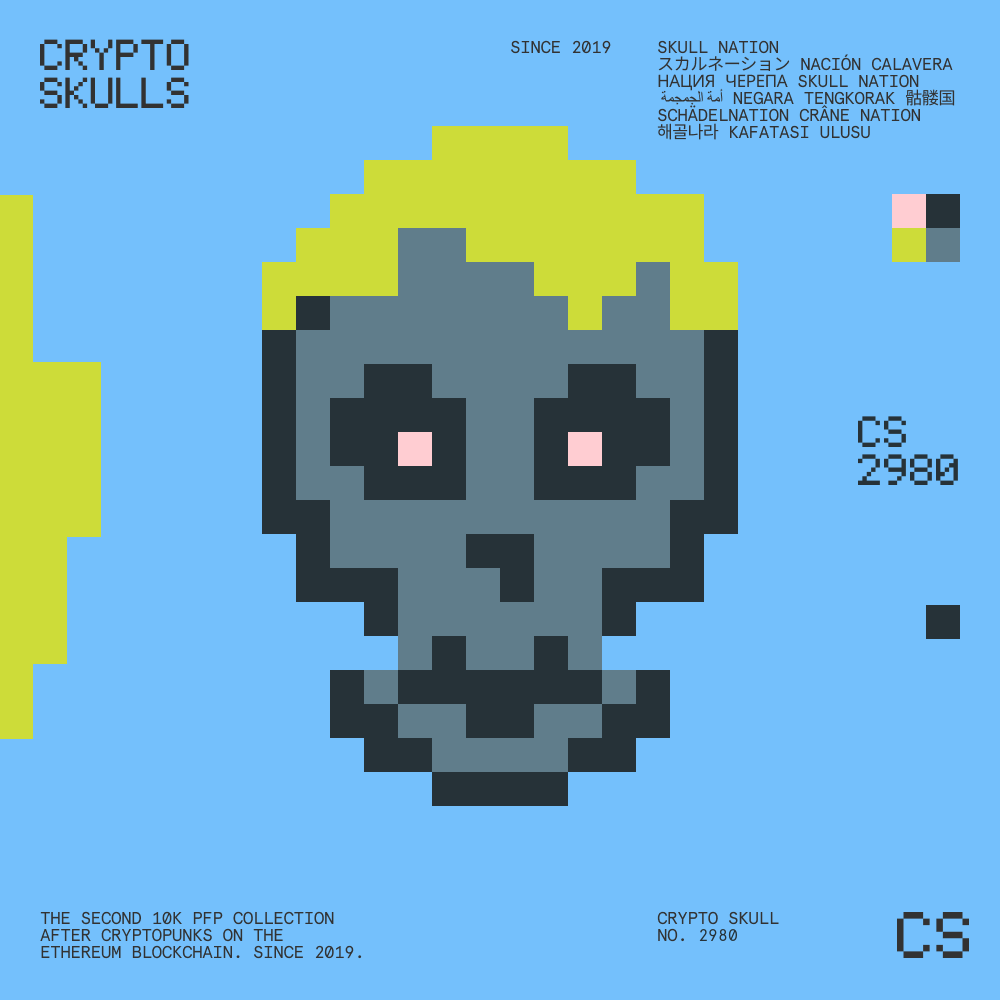 CRYPTO
SKULLS
SINCE 2019
SKULL NATION
スカルネーション NACIÓN CALAVERA
НАЦИЯ ЧЕРЕПА SKULL NATION
أمة الجمجمة NEGARA TENGKORAK 骷髅国
SCHÄDELNATION CRÂNE NATION
해골나라 KAFATASI ULUSU
CS
2980
THE SECOND 10K PFP COLLECTION
AFTER CRYPTOPUNKS ON THE
ETHEREUM BLOCKCHAIN. SINCE 2019.
CRYPTO SKULL
NO. 2980
CS